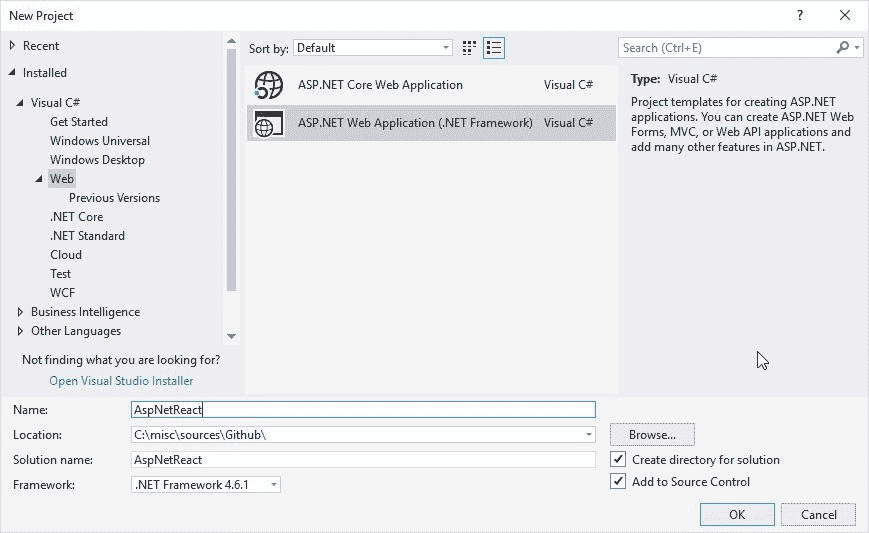 New Project
?
Recent
Installed
Visual C#
Get Started
Windows Universal
Windows Desktop
Web
Previous Versions
.NET Core
.NET Standard
Cloud
Test
WCF
Business Intelligence
Other Languages
Not finding what you are looking for?
Open Visual Studio Installer
Sort by: Default
ASP.NET Core Web Application Visual C#
ASP.NET Web Application (.NET Framework) Visual C#
Search (Ctrl+E)
Type: Visual C#
Project templates for creating ASP.NET
applications. You can create ASP.NET Web
Forms, MVC, or Web API applications and
add many other features in ASP.NET.
Name: AspNetReact
Location: C:\misc\sources\Github\
Browse...
Solution name: AspNetReact
Create directory for solution
Framework: .NET Framework 4.6.1
Add to Source Control
OK Cancel